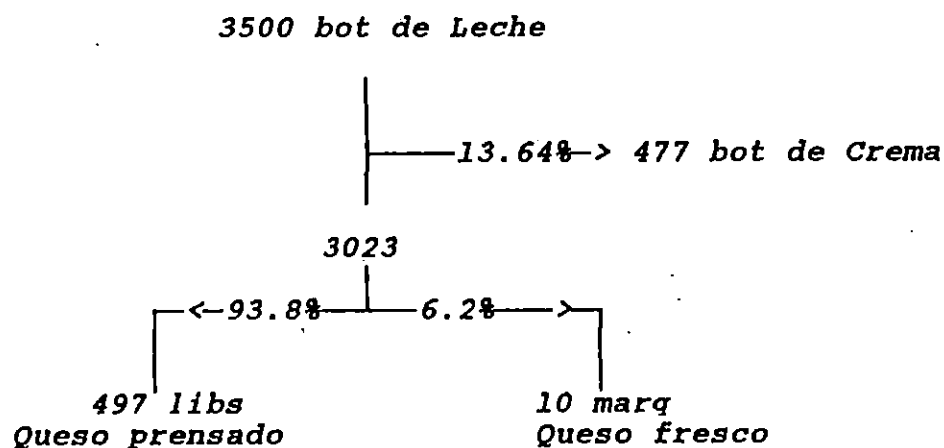 3500 bot de Leche
13.64%-> 477 bot de Crema
3023
<-93.8% 6.2% >
497 libs 10 marq
Queso prensado Queso fresco